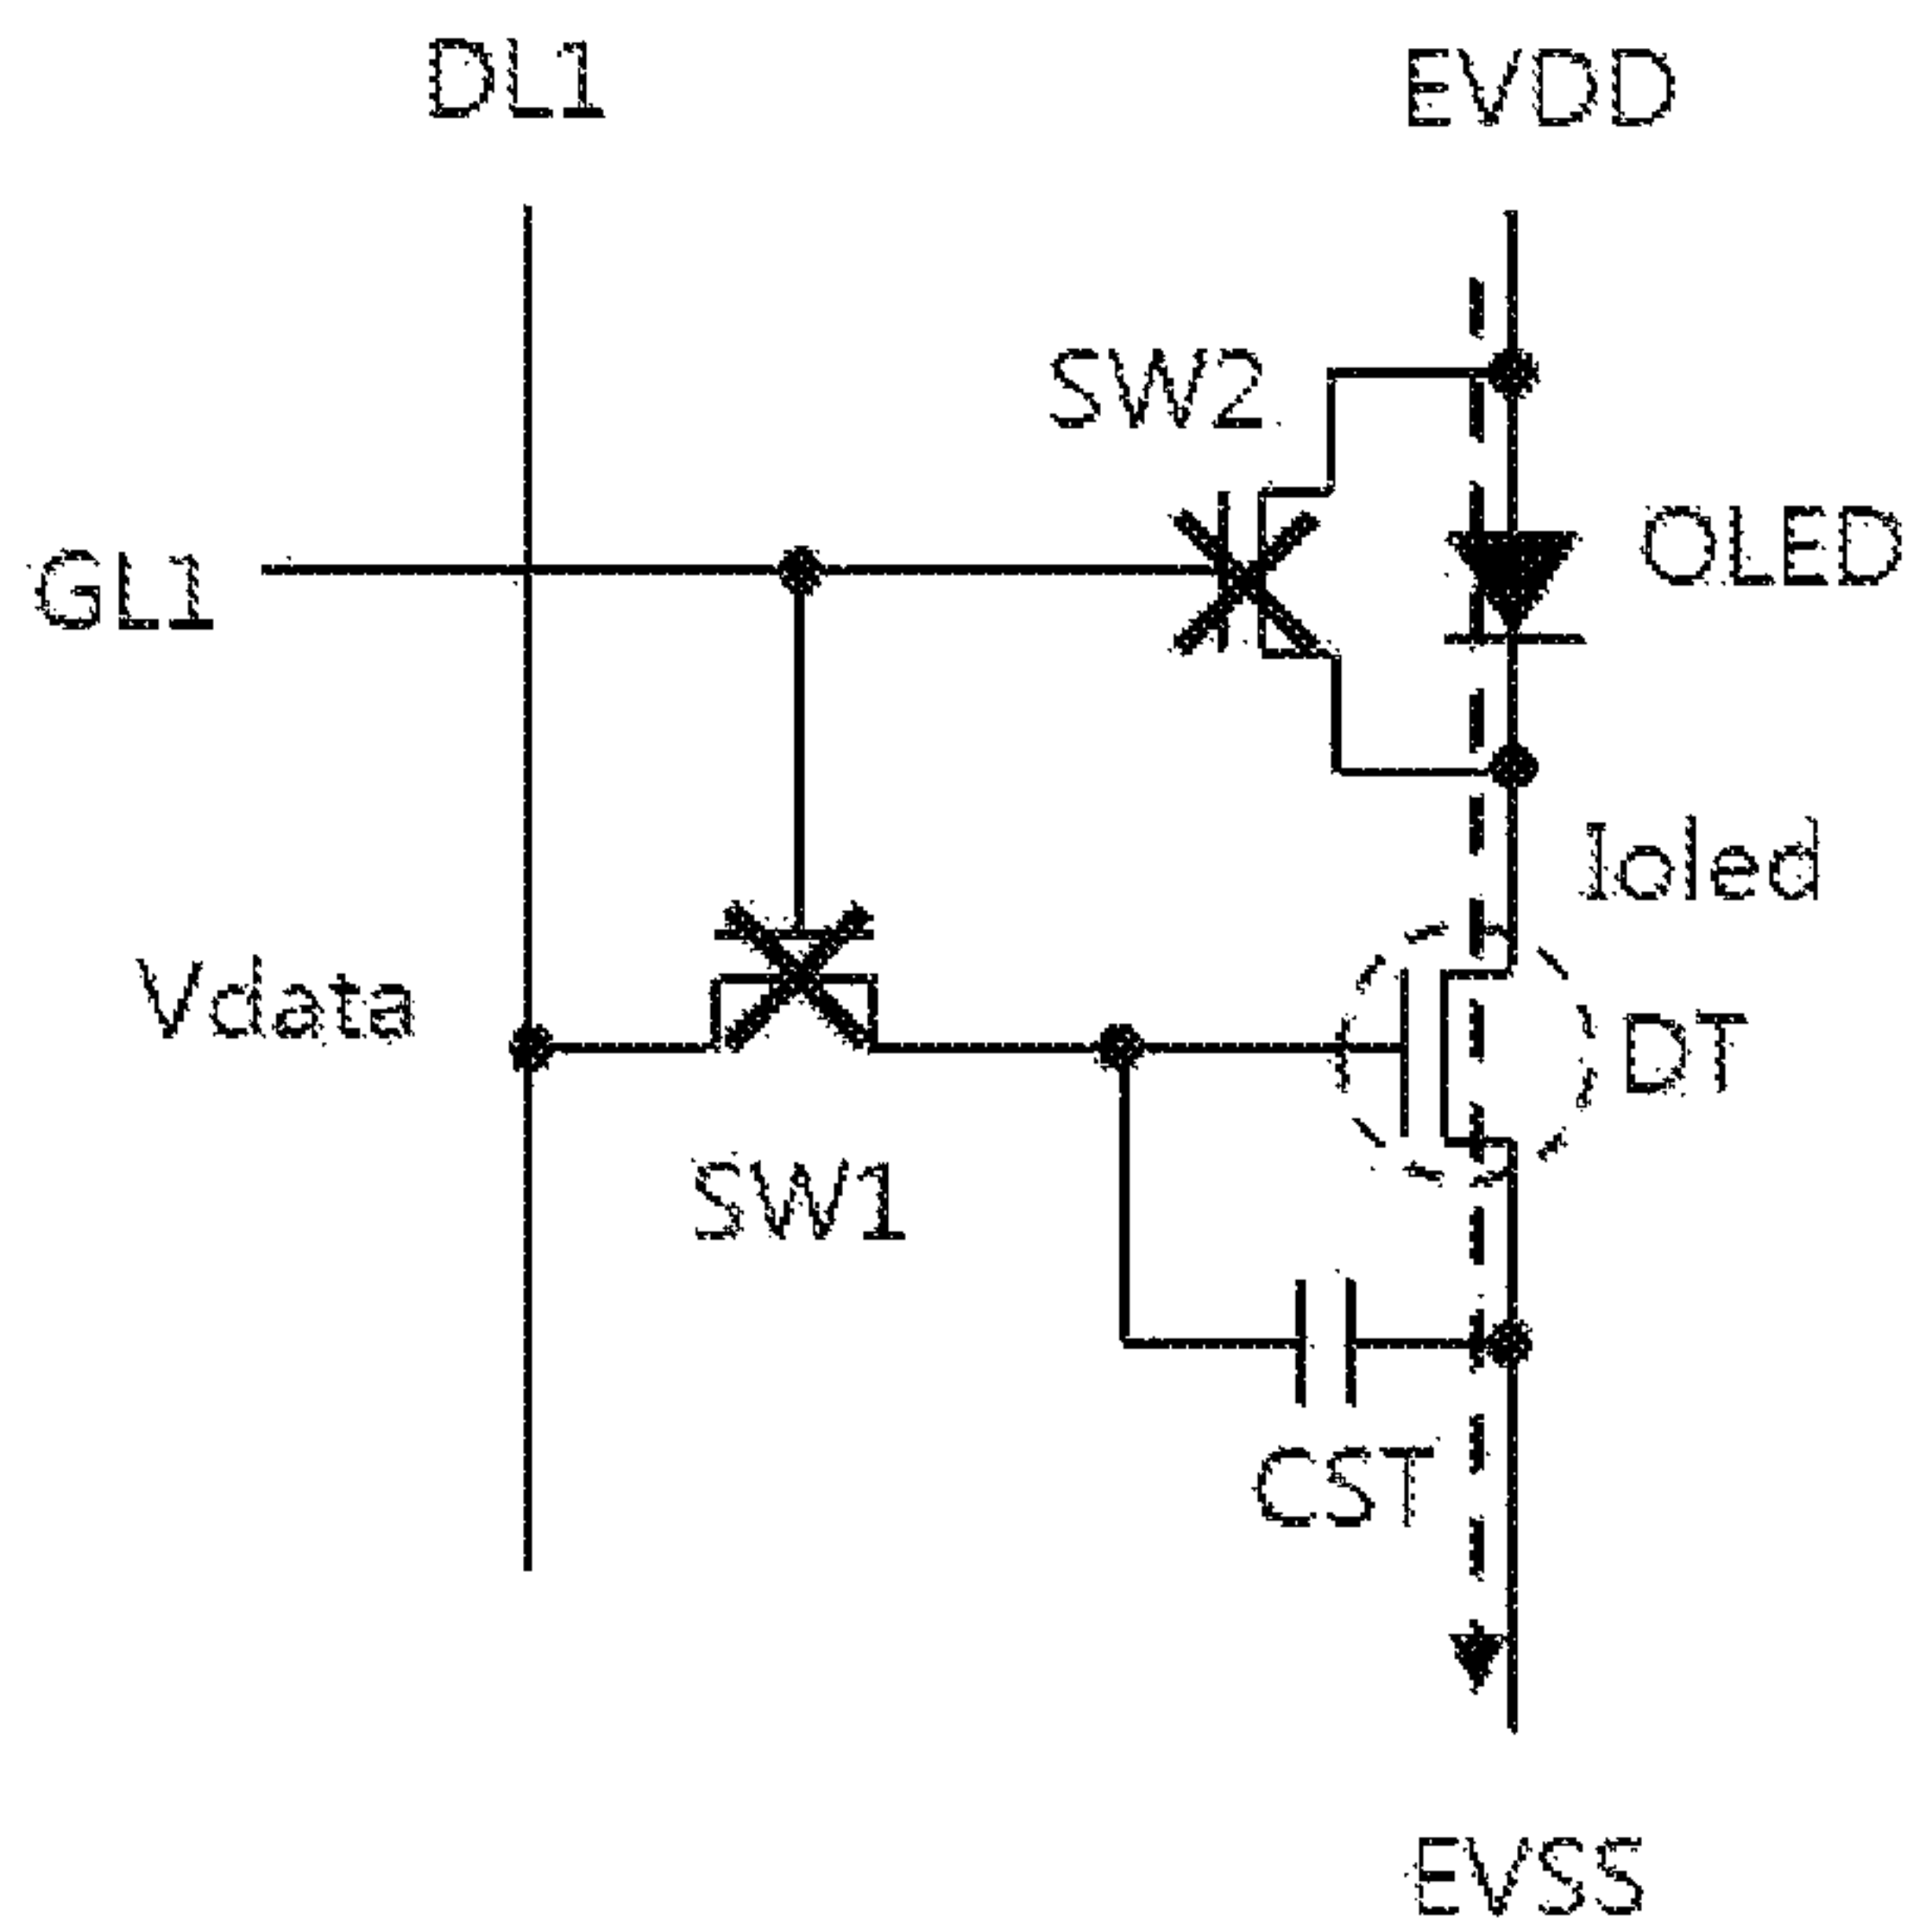 DL1
EVDD
SW2
OLED
GL1
Ioled
Vdata
DT
SW1
CST
EVSS